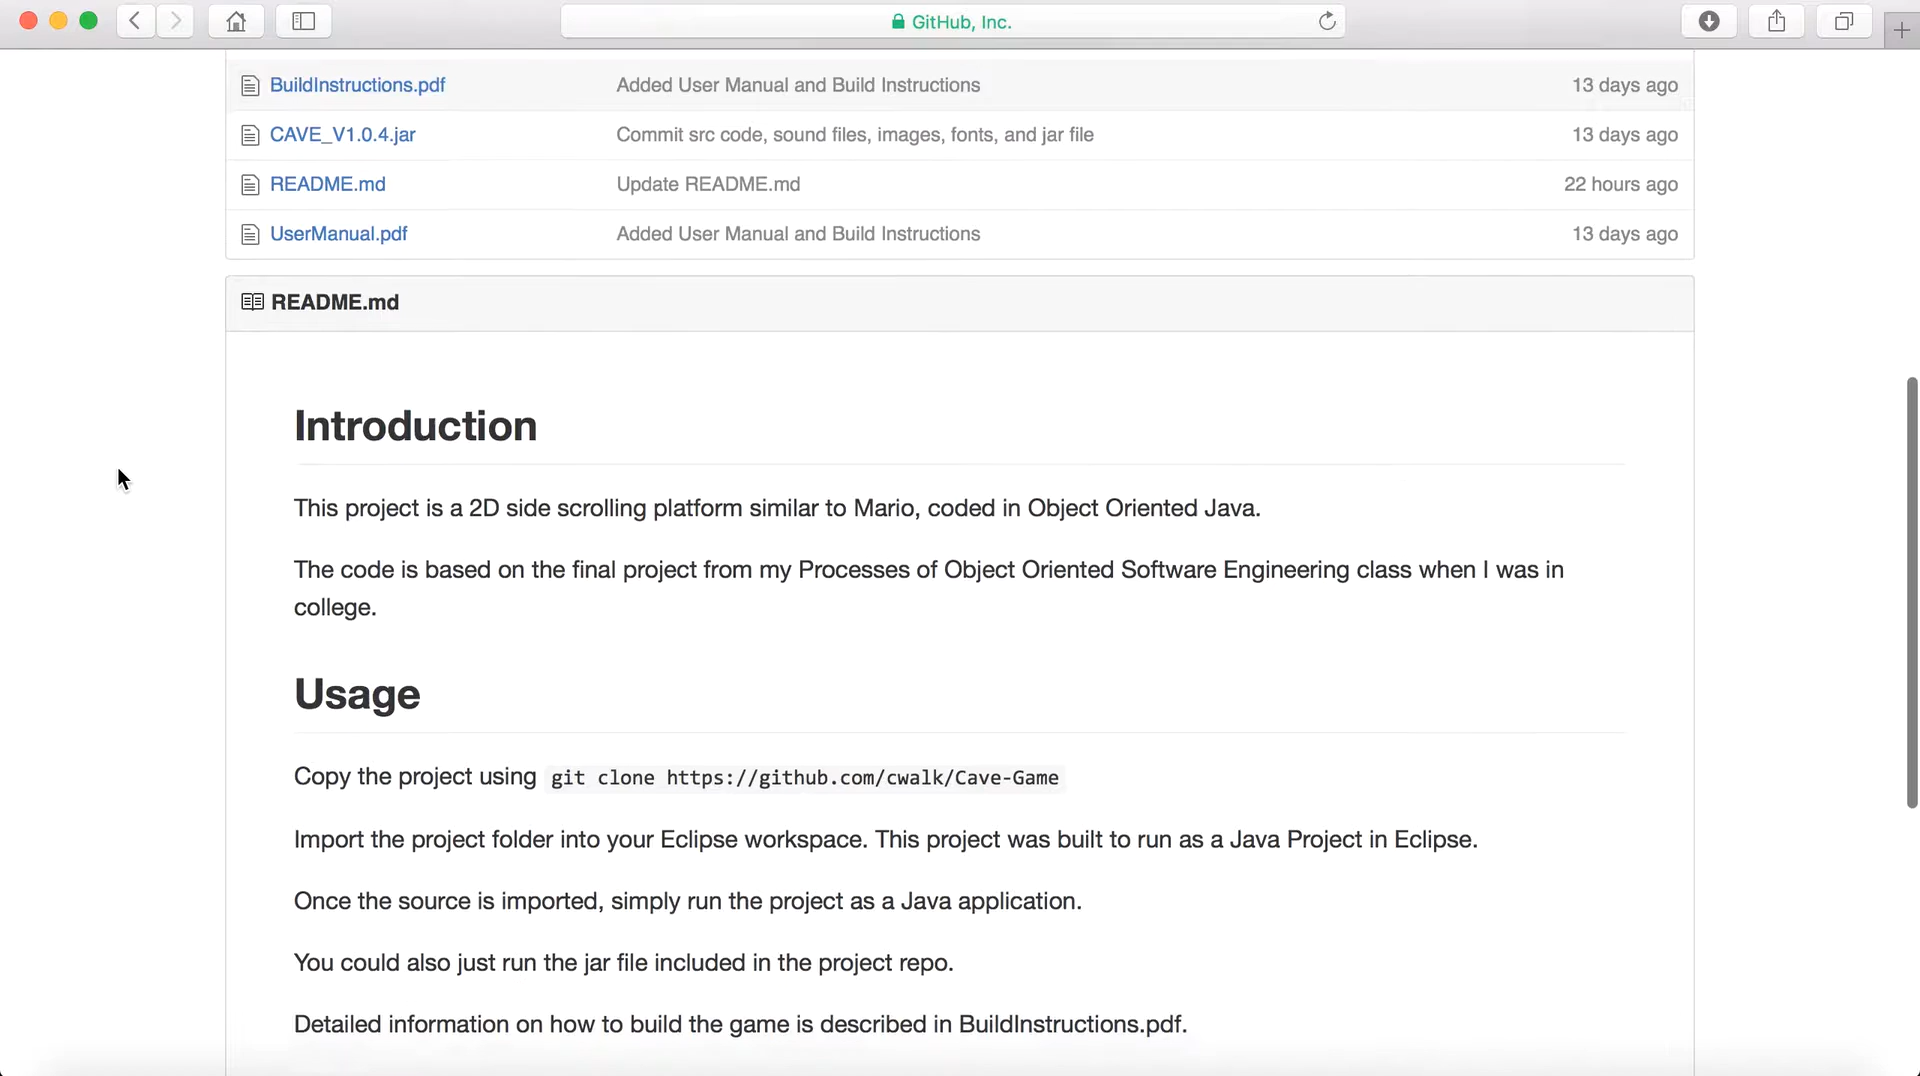 GitHub, Inc.
BuildInstructions.pdf Added User Manual and Build Instructions 13 days ago
CAVE_V1.0.4.jar Commit src code, sound files, images, fonts, and jar file 13 days ago
README.md Update README.md 22 hours ago
UserManual.pdf Added User Manual and Build Instructions 13 days ago
README.md
Introduction
This project is a 2D side scrolling platform similar to Mario, coded in Object Oriented Java.
The code is based on the final project from my Processes of Object Oriented Software Engineering class when I was in
college.
Usage
Copy the project using git clone https://github.com/cwalk/Cave-Game
Import the project folder into your Eclipse workspace. This project was built to run as a Java Project in Eclipse.
Once the source is imported, simply run the project as a Java application.
You could also just run the jar file included in the project repo.
Detailed information on how to build the game is described in BuildInstructions.pdf.